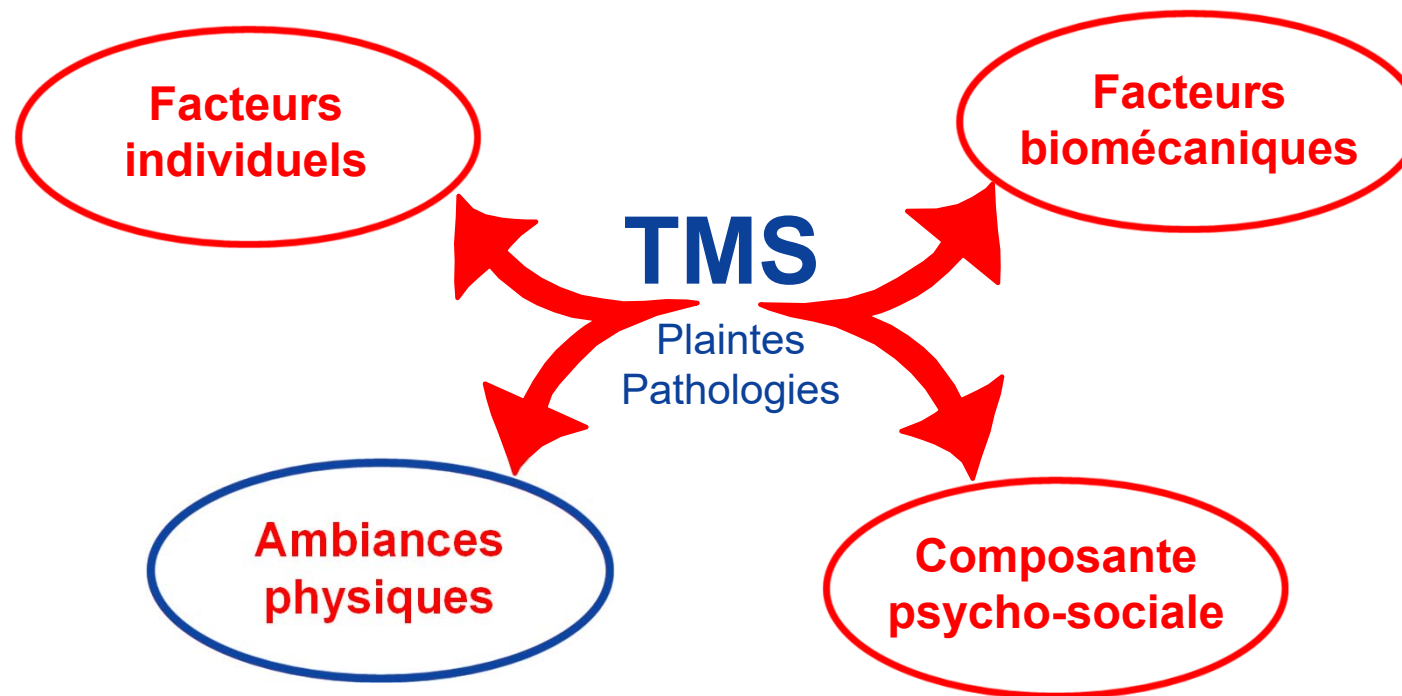 Facteurs
individuels
Facteurs
biomécaniques
TMS
Plaintes
Pathologies
Ambiances
physiques
Composante
psycho-sociale